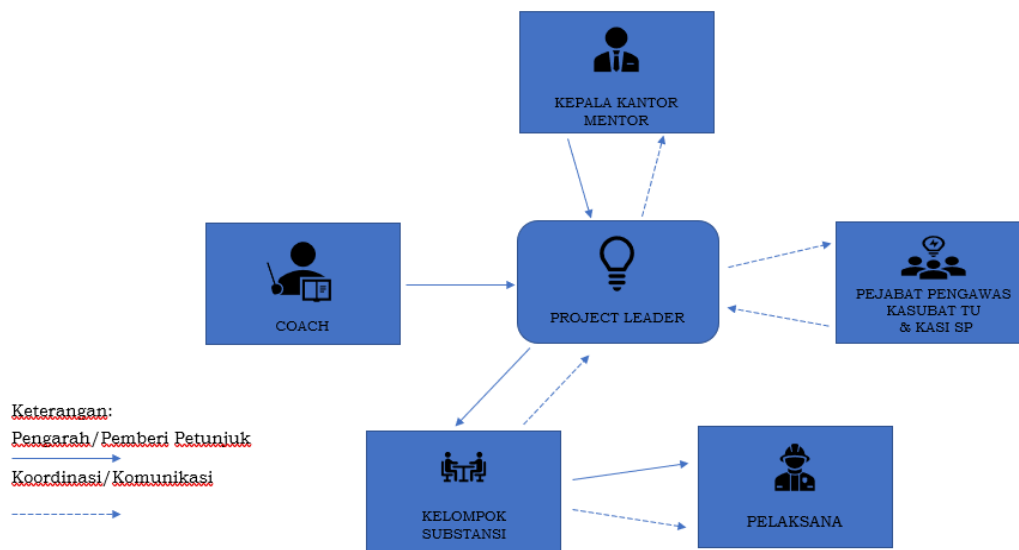 KEPALA KANTOR
MENTOR
COACH
PROJECT LEADER
PEJABAT PENGAWAS
KASUBAT TU
& KASI SP
Keterangan:
Pengarah/Pemberi Petunjuk
Koordinasi/Komunikasi
KELOMPOK
SUBSTANSI
PELAKSANA